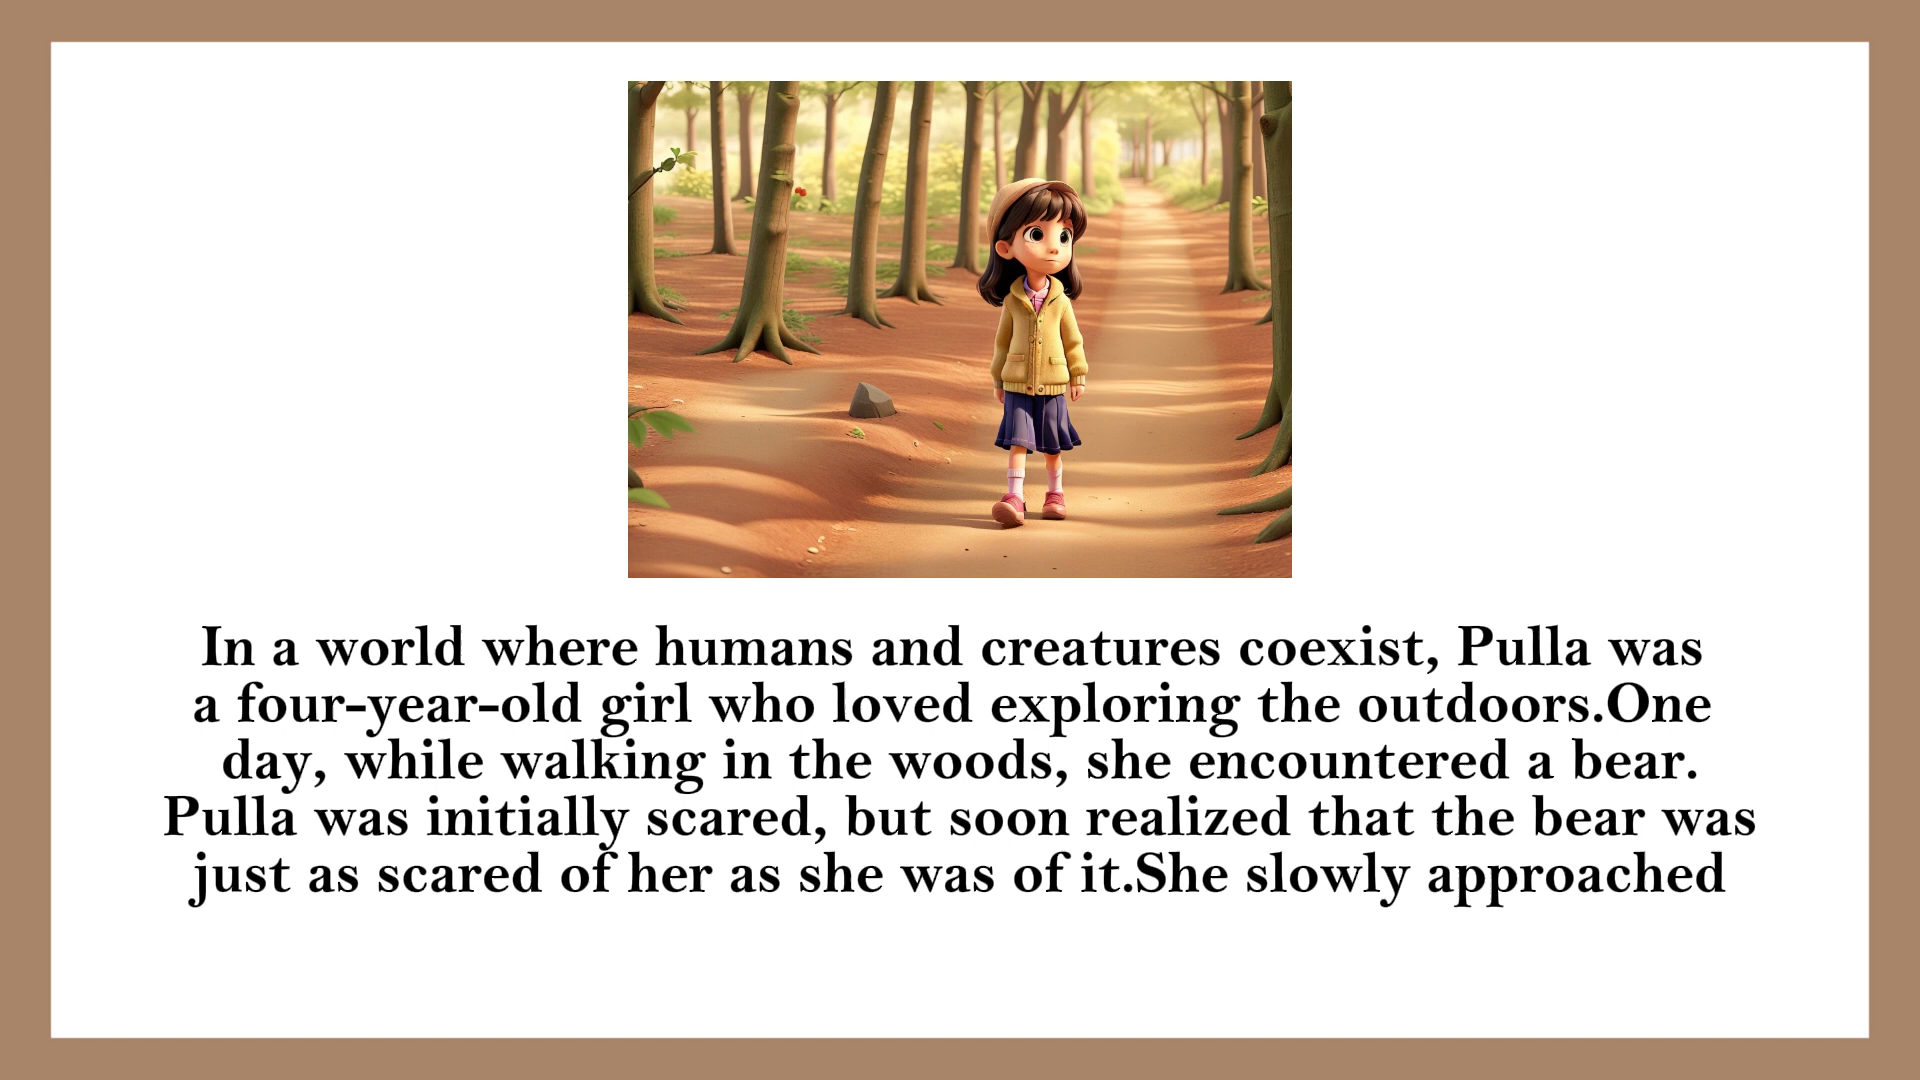 In a world where humans and creatures coexist, Pulla was
a four-year-old girl who loved exploring the outdoors.One
day, while walking in the woods, she encountered a bear.
Pulla was initially scared, but soon realized that the bear was
just as scared of her as she was of it.She slowly approached